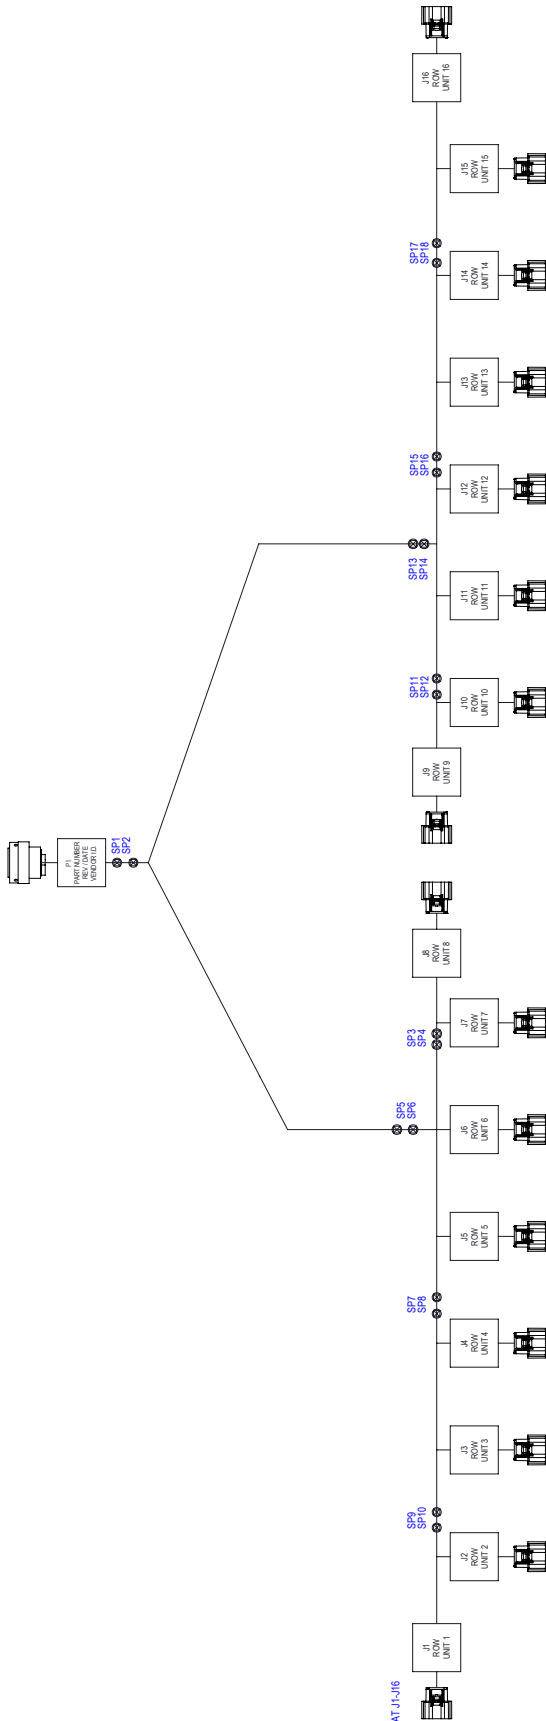 P1
PART NUMBER
REV / DATE
VENDOR I.D.
SP1
SP2
SP5
SP6
SP13
SP14
AT J1-J16
J1
ROW
UNIT 1
SP9
SP10
SP7
SP8
SP3
SP4
J8
ROW
UNIT 8
J9
ROW
UNIT 9
SP11
SP12
SP15
SP16
SP17
SP18
J16
ROW
UNIT 16
J2
ROW
UNIT 2
J3
ROW
UNIT 3
J4
ROW
UNIT 4
J5
ROW
UNIT 5
J6
ROW
UNIT 6
J7
ROW
UNIT 7
J10
ROW
UNIT 10
J11
ROW
UNIT 11
J12
ROW
UNIT 12
J13
ROW
UNIT 13
J14
ROW
UNIT 14
J15
ROW
UNIT 15